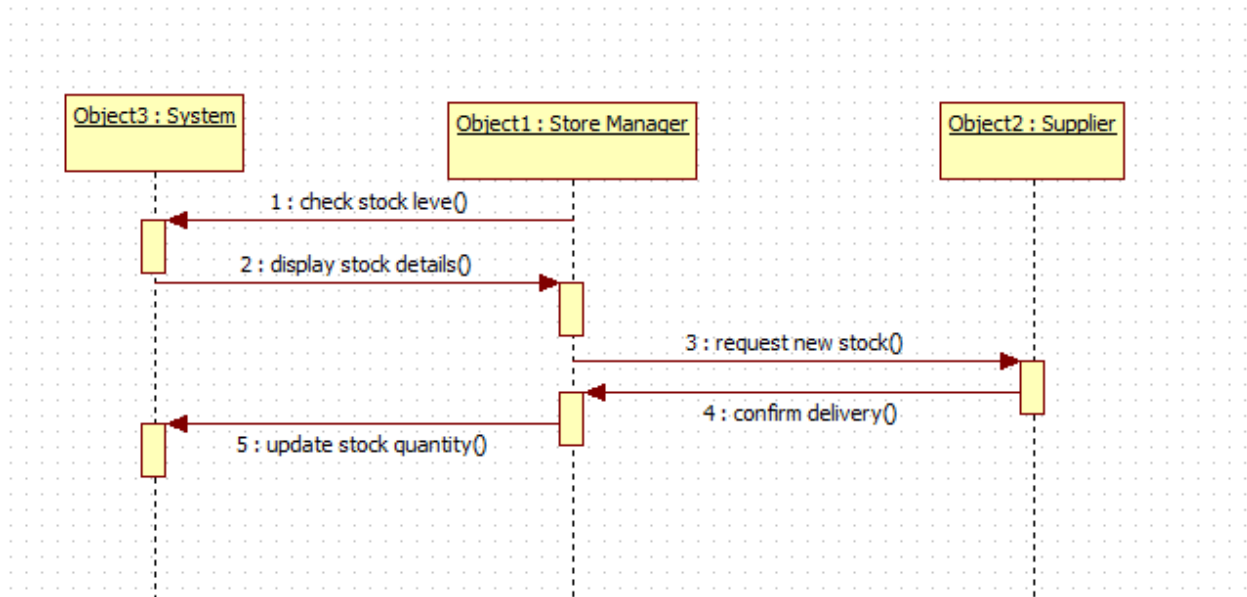 Object3 : System
Object1 : Store Manager
Object2 : Supplier
1 : check stock leve()
2 : display stock details()
3 : request new stock()
4 : confirm delivery()
5 : update stock quantity()